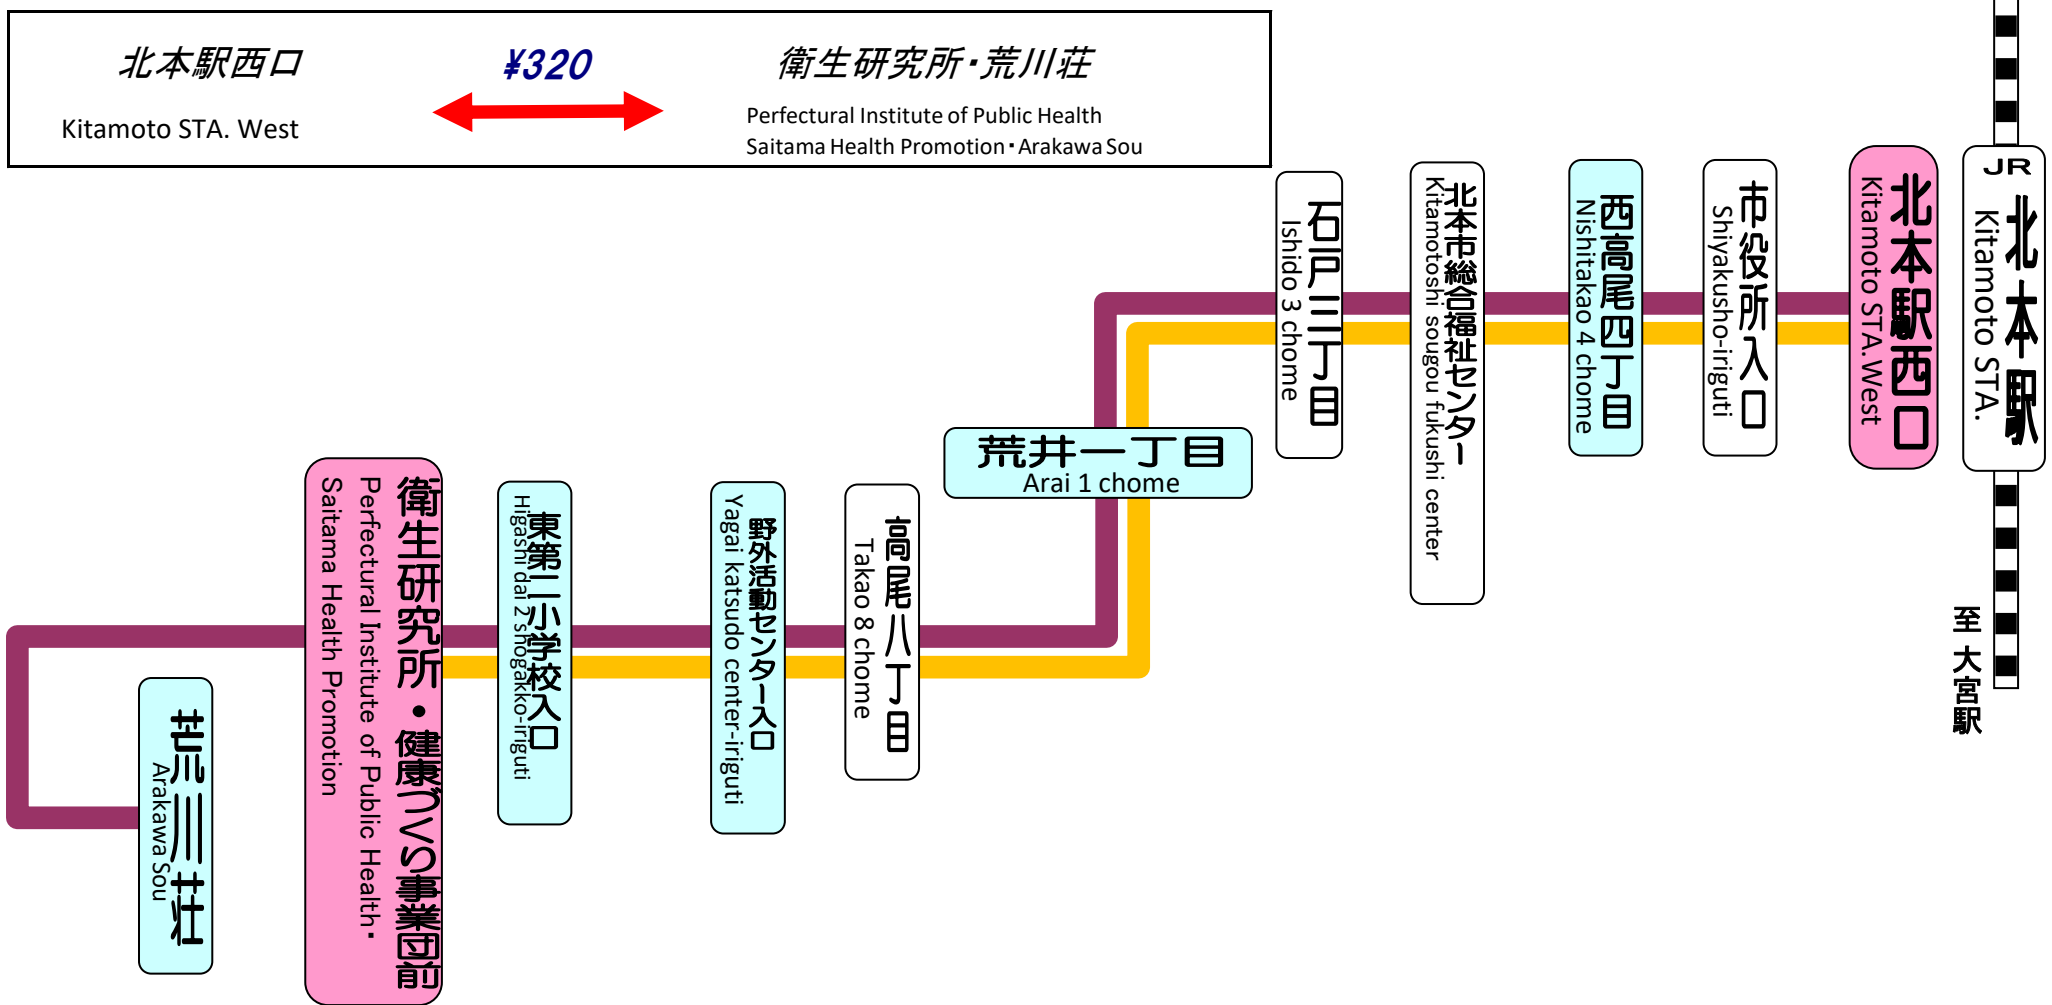 北本駅西口
¥320
衛生研究所・荒川荘
Kitamoto STA. West
Perfectural Institute of Public Health
Saitama Health Promotion・Arakawa Sou
JR
北本駅
Kitamoto STA.
北本駅西口
Kitamoto STA.West
市役所入口
Shiyakusho-iriguti
西高尾四丁目
Nishitakao 4 chome
北本市総合福祉センター
Kitamotoshi sougou fukushi center
石戸三丁目
Ishido 3 chome
荒井一丁目
Arai 1 chome
高尾八丁目
Takao 8 chome
野外活動センター入口
Yagai katsudo center-iriguti
東第二小学校入口
Higashi dai 2 shogakko-iriguti
衛生研究所・健康づくり事業団前
Perfectural Institute of Public Health・
Saitama Health Promotion
荒川荘
Arakawa Sou
至 大宮駅